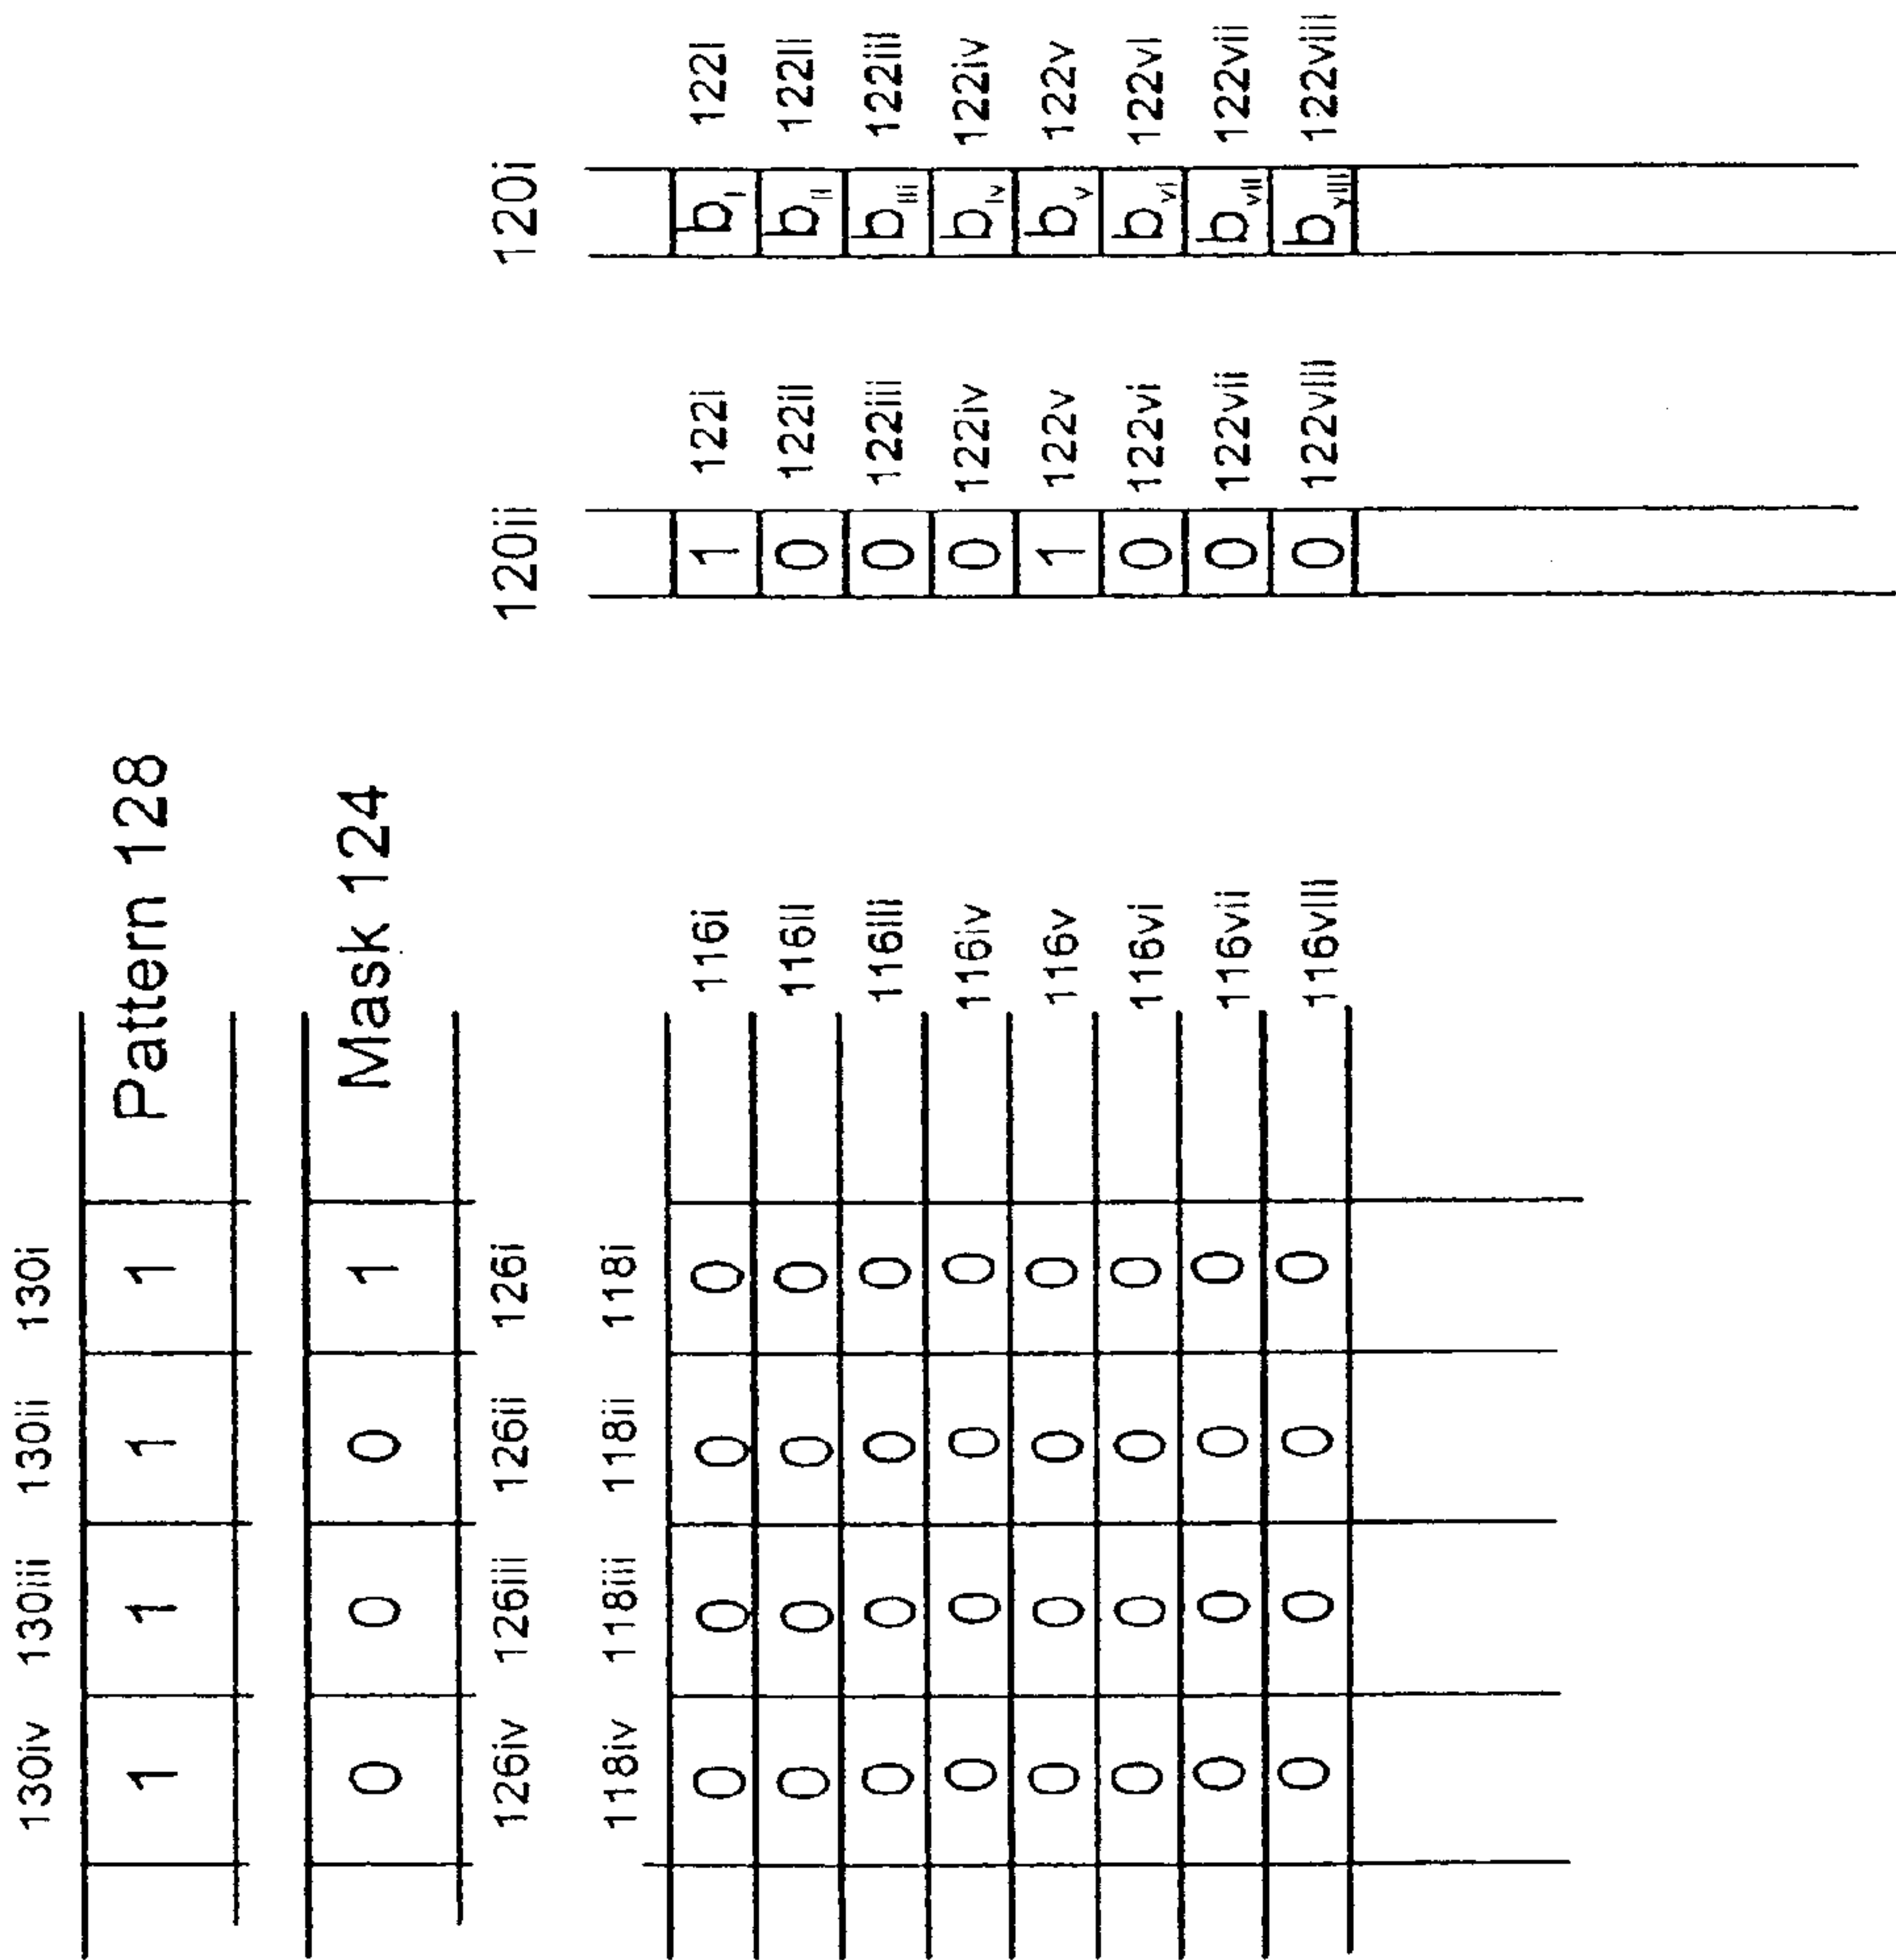 130iv 130iii 130ii 130i
1 1 1 1 Pattern 128
0 0 0 1 Mask 124
126iv 126iii 126ii 126i 120ii 120i
118iv 118iii 118ii 118i
0 0 0 0 116i 1 122i bi 122i
0 0 0 0 116ii 0 122ii bii 122ii
0 0 0 0 116iii 0 122iii biii 122iii
0 0 0 0 116iv 0 122iv biv 122iv
0 0 0 0 116v 1 122v bv 122v
0 0 0 0 116vi 0 122vi bvi 122vi
0 0 0 0 116vii 0 122vii bvii 122vii
0 0 0 0 116viii 0 122viii bviii 122viii